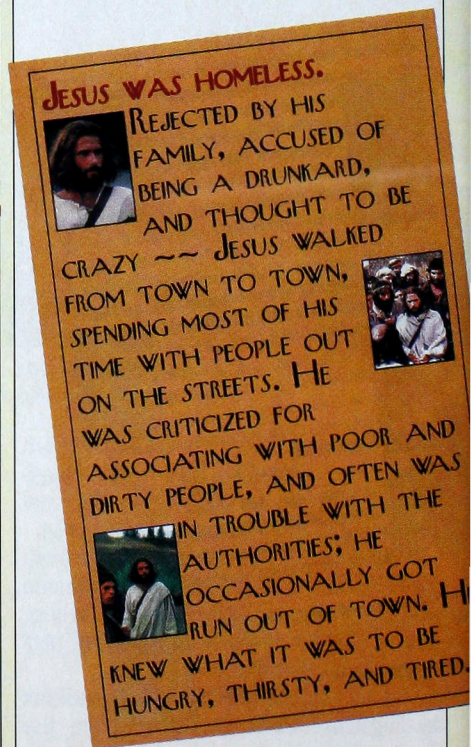 JESUS WAS HOMELESS.
REJECTED BY HIS
FAMILY, ACCUSED OF
BEING A DRUNKARD,
AND THOUGHT TO BE
CRAZY ~~ JESUS WALKED
FROM TOWN TO TOWN,
SPENDING MOST OF HIS
TIME WITH PEOPLE OUT
ON THE STREETS. HE
WAS CRITICIZED FOR
ASSOCIATING WITH POOR AND
DIRTY PEOPLE, AND OFTEN WAS
IN TROUBLE WITH THE
AUTHORITIES; HE
OCCASIONALLY GOT
RUN OUT OF TOWN. H
KNEW WHAT IT WAS TO BE
HUNGRY, THIRSTY, AND TIRED.